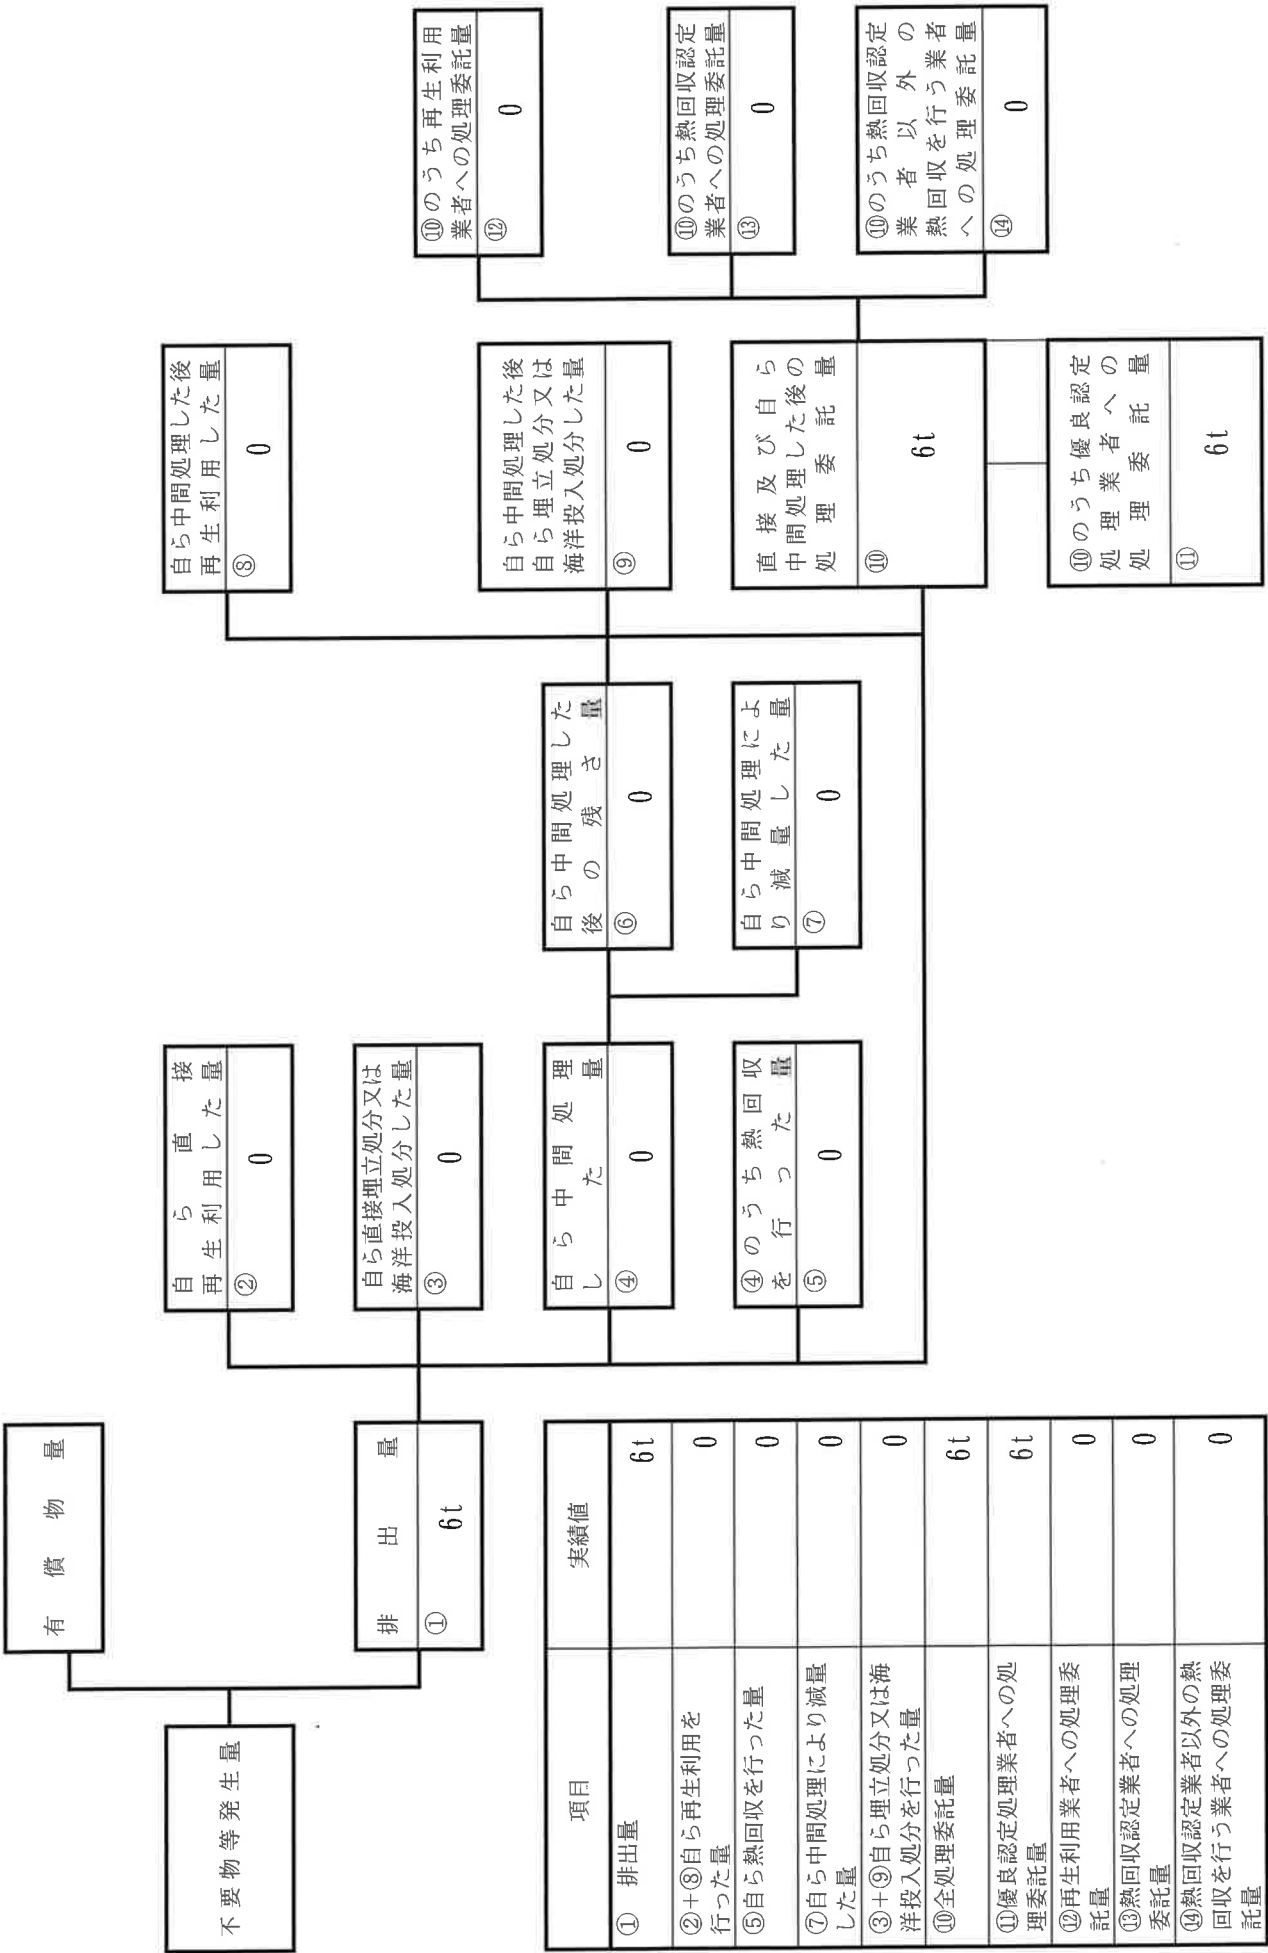 不要物等発生量
有償物量
排出量
①
6t
自ら直接
再生利用した量
②
0
自ら直接埋立処分又は
海洋投入処分した量
③
0
自ら中間処理
した量
④
0
④のうち熱回収
を行った量
⑤
0
自ら中間処理した
後の残さ量
⑥
0
自ら中間処理によ
り減量した量
⑦
0
自ら中間処理した後
再生利用した量
⑧
0
自ら中間処理した後
自ら埋立処分又は
海洋投入処分した量
⑨
0
直接及び自ら
中間処理した後の
処理委託量
⑩
6t
⑩のうち優良認定
処理業者への
処理委託量
⑪
6t
⑩のうち再生利用
業者への処理委託量
⑫
0
⑩のうち熱回収認定
業者への処理委託量
⑬
0
⑩のうち熱回収認定
業者以外の
熱回収を行う業者
への処理委託量
⑭
0
項目 実績値
① 排出量 6t
②+⑧自ら再生利用を
行った量 0
⑤自ら熱回収を行った量 0
⑦自ら中間処理により減量
した量 0
③+⑨自ら埋立処分又は海
洋投入処分を行った量 0
⑩全処理委託量 6t
⑪優良認定処理業者への処
理委託量 6t
⑫再生利用業者への処理委
託量 0
⑬熱回収認定業者への処理
委託量 0
⑭熱回収認定業者以外の熱
回収を行う業者への処理委
託量 0